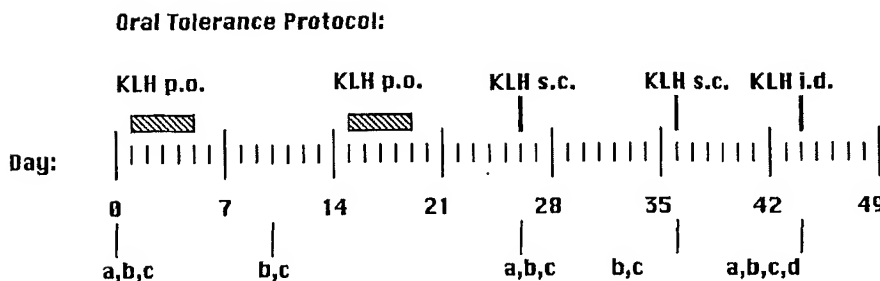 Oral Tolerance Protocol:
KLH p.o. KLH p.o. KLH s.c. KLH s.c. KLH i.d.
Day:
0 7 14 21 28 35 42 49
a,b,c b,c a,b,c b,c a,b,c,d